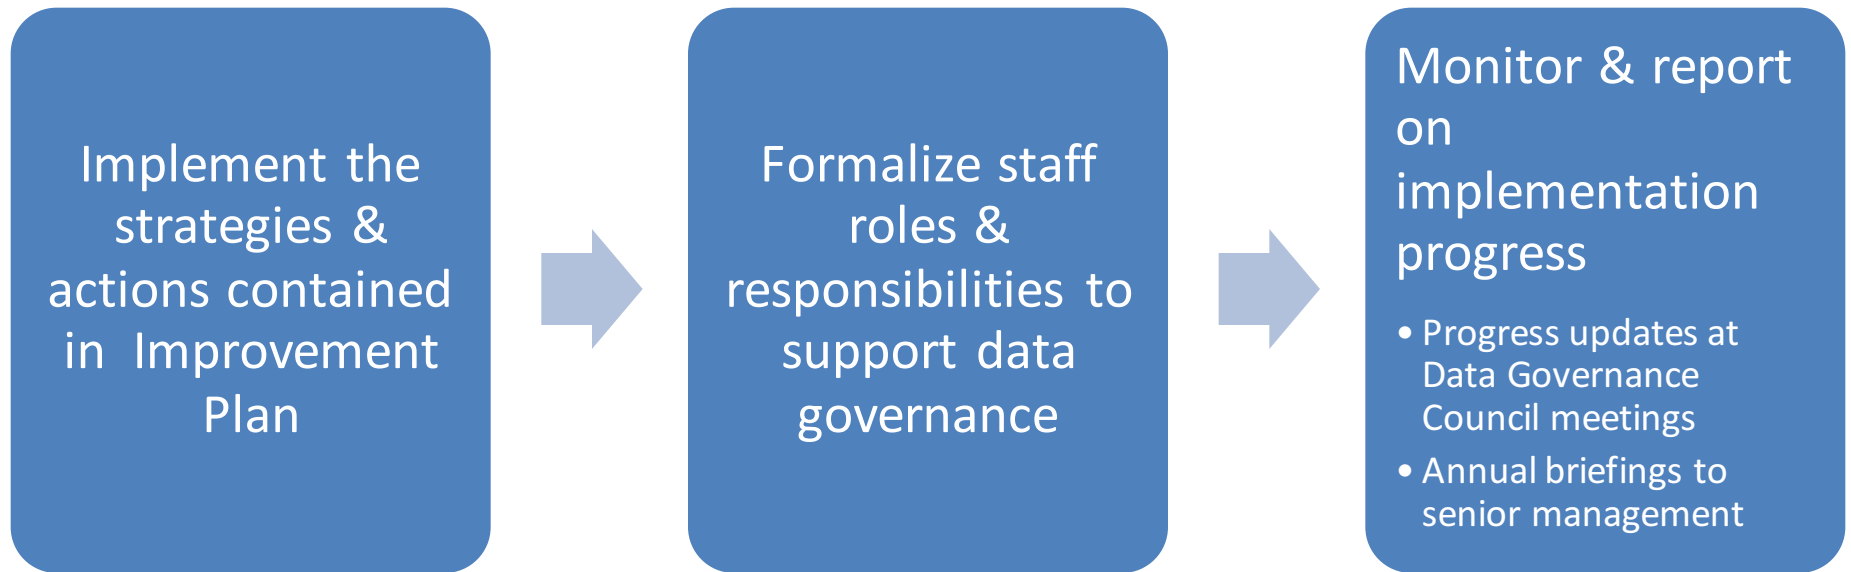 Implement the
strategies &
actions contained
in Improvement
Plan
Formalize staff
roles &
responsibilities to
support data
governance
Monitor & report
on
implementation
progress
• Progress updates at
Data Governance
Council meetings
• Annual briefings to
senior management